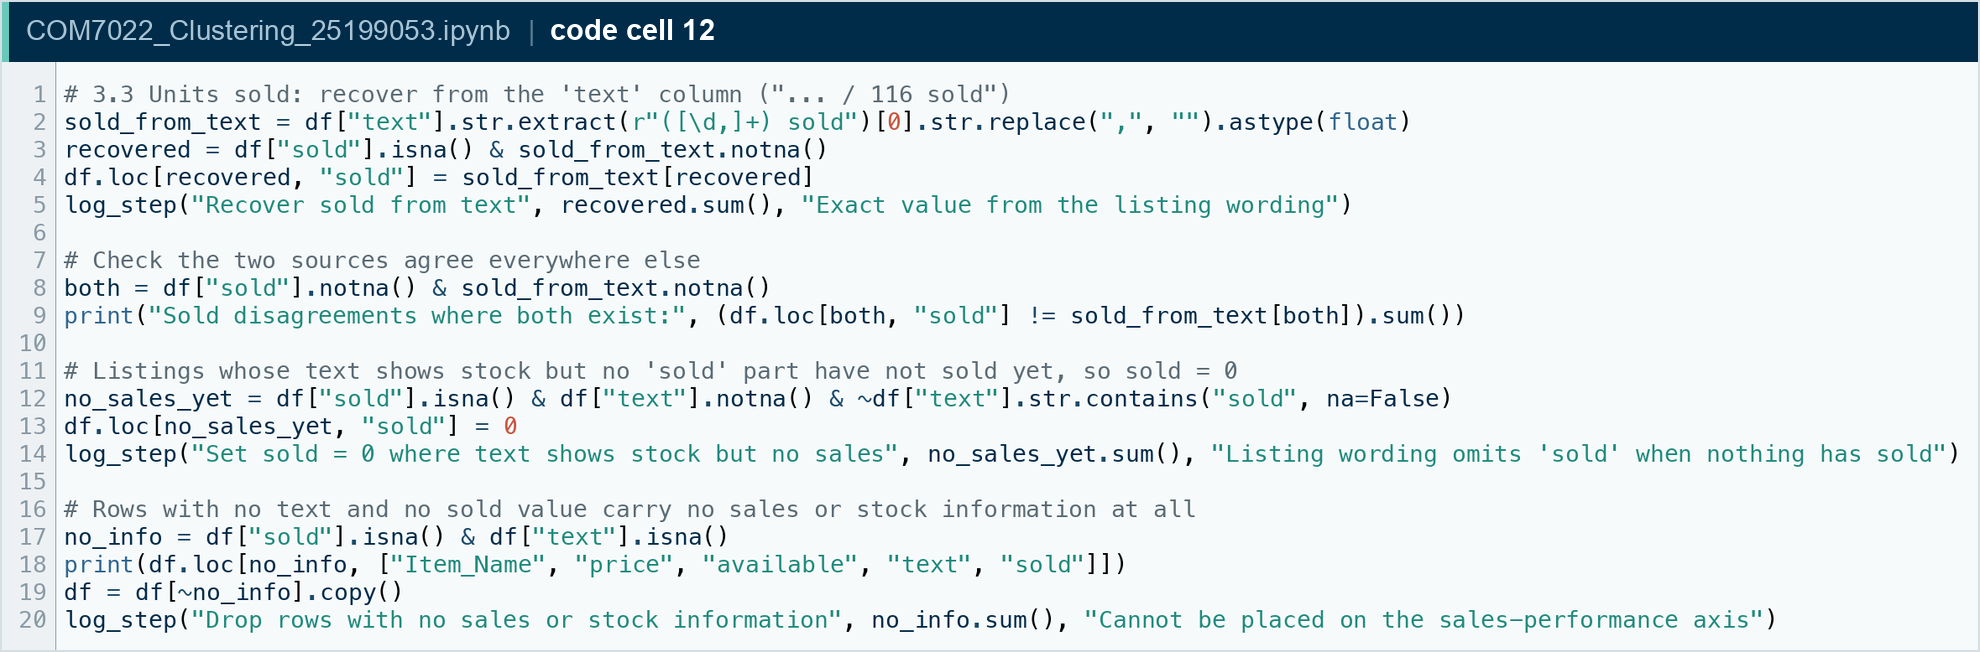 COM7022_Clustering_25199053.ipynb | code cell 12
1 # 3.3 Units sold: recover from the 'text' column ("... / 116 sold")
2 sold_from_text = df["text"].str.extract(r"([\d,]+) sold")[0].str.replace(",", "").astype(float)
3 recovered = df["sold"].isna() & sold_from_text.notna()
4 df.loc[recovered, "sold"] = sold_from_text[recovered]
5 log_step("Recover sold from text", recovered.sum(), "Exact value from the listing wording")
6
7 # Check the two sources agree everywhere else
8 both = df["sold"].notna() & sold_from_text.notna()
9 print("Sold disagreements where both exist:", (df.loc[both, "sold"] != sold_from_text[both]).sum())
10
11 # Listings whose text shows stock but no 'sold' part have not sold yet, so sold = 0
12 no_sales_yet = df["sold"].isna() & df["text"].notna() & ~df["text"].str.contains("sold", na=False)
13 df.loc[no_sales_yet, "sold"] = 0
14 log_step("Set sold = 0 where text shows stock but no sales", no_sales_yet.sum(), "Listing wording omits 'sold' when nothing has sold")
15
16 # Rows with no text and no sold value carry no sales or stock information at all
17 no_info = df["sold"].isna() & df["text"].isna()
18 print(df.loc[no_info, ["Item_Name", "price", "available", "text", "sold"]])
19 df = df[~no_info].copy()
20 log_step("Drop rows with no sales or stock information", no_info.sum(), "Cannot be placed on the sales-performance axis")